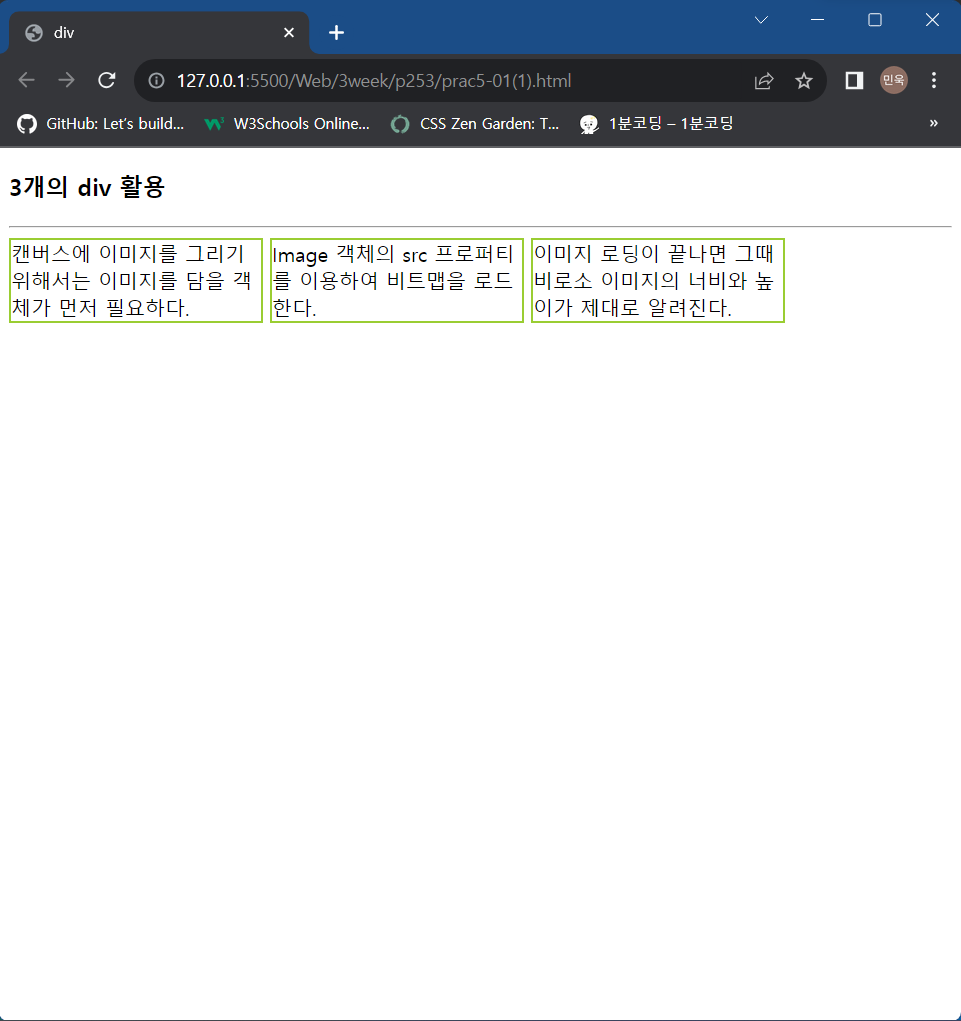 div
127.0.0.1:5500/Web/3week/p253/prac5-01(1).html
민욱
GitHub: Let's build... W3Schools Online... CSS Zen Garden: T... 1분코딩 – 1분코딩 »
3개의 div 활용
캔버스에 이미지를 그리기
위해서는 이미지를 담을 객
체가 먼저 필요하다.
Image 객체의 src 프로퍼티
를 이용하여 비트맵을 로드
한다.
이미지 로딩이 끝나면 그때
비로소 이미지의 너비와 높
이가 제대로 알려진다.